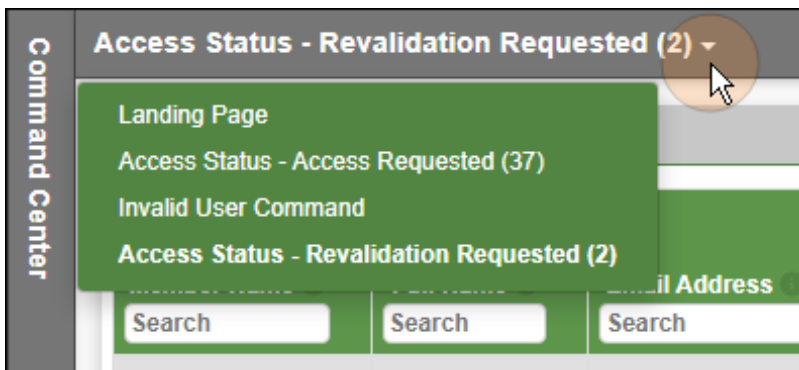 Command Center
Access Status - Revalidation Requested (2)
Landing Page
Access Status - Access Requested (37)
Invalid User Command
Access Status - Revalidation Requested (2)
Email Address
Search
Search
Search